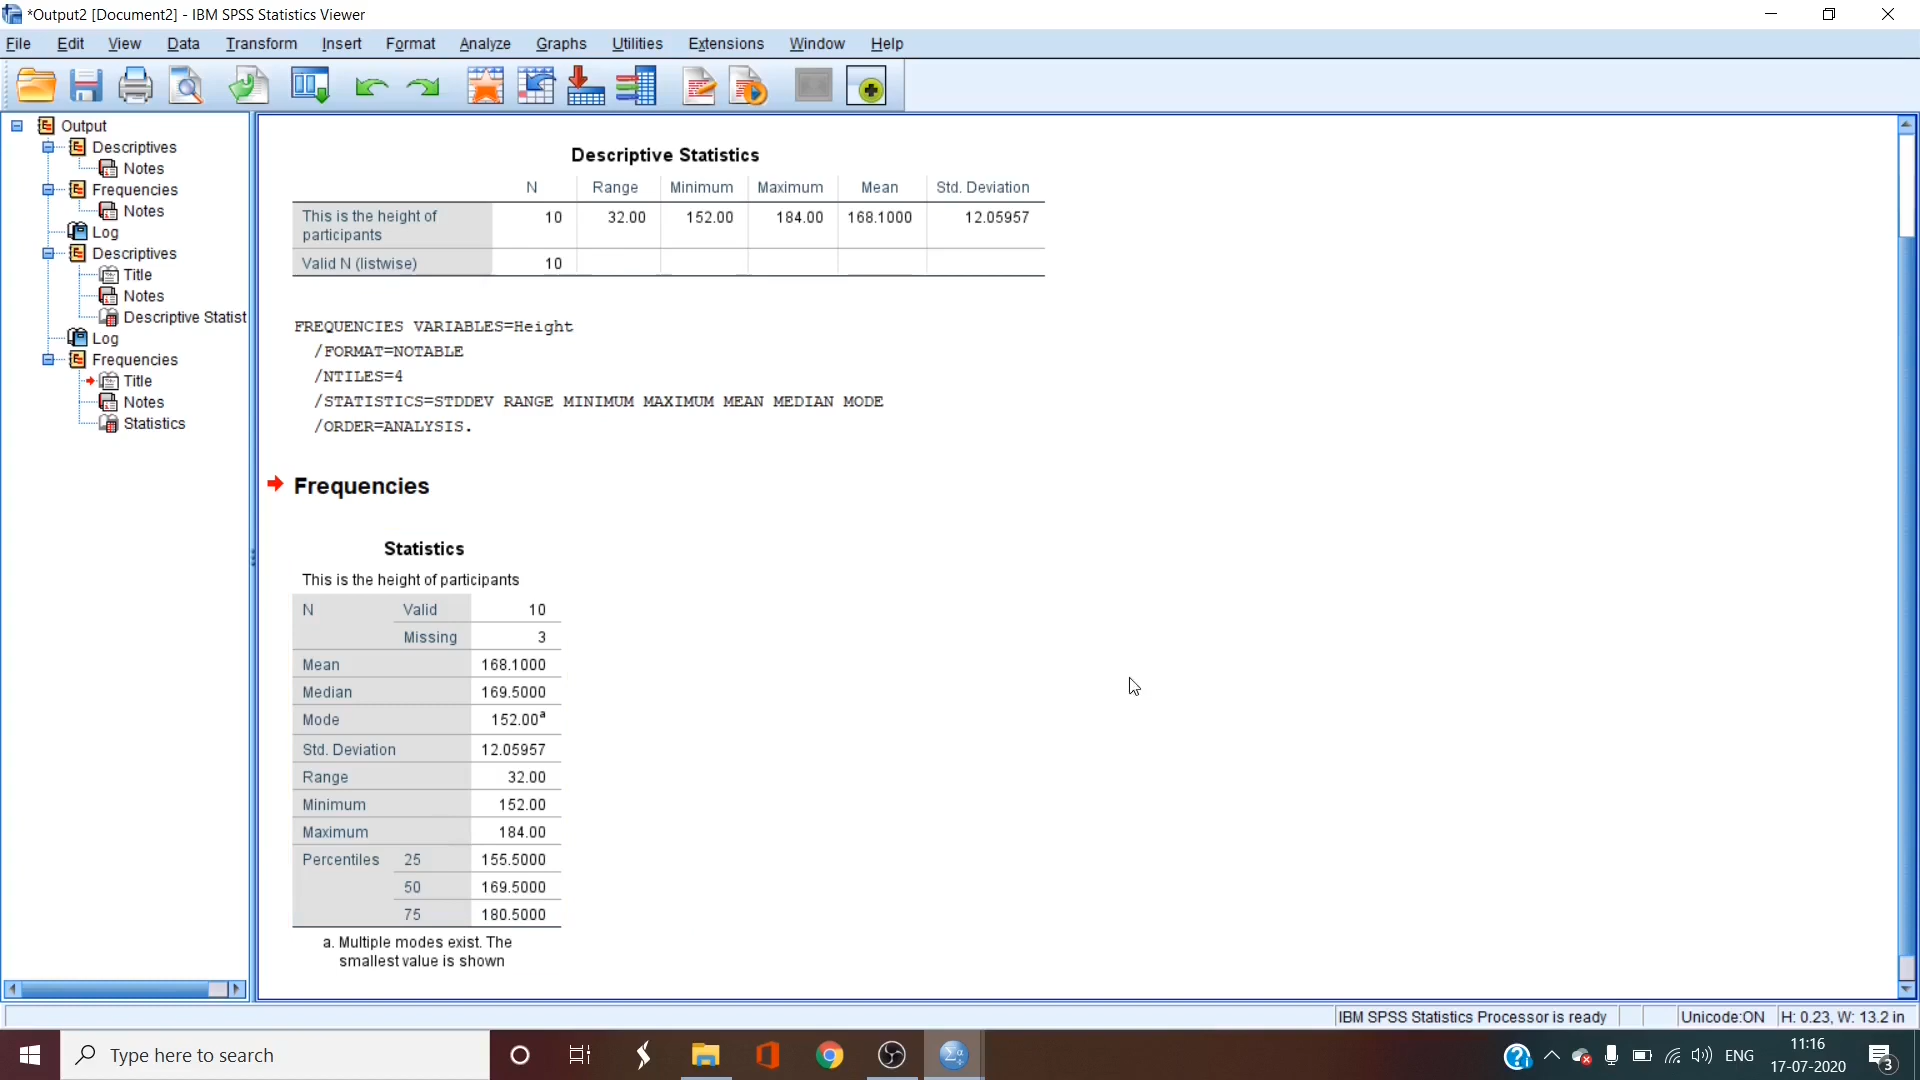 *Output2 [Document2] - IBM SPSS Statistics Viewer
File Edit View Data Transform Insert Format Analyze Graphs Utilities Extensions Window Help
Output
Descriptives
Notes
Frequencies
Notes
Log
Descriptives
Title
Notes
Descriptive Statist
Log
Frequencies
Title
Notes
Statistics
Descriptive Statistics
N Range Minimum Maximum Mean Std. Deviation
This is the height of participants 10 32.00 152.00 184.00 168.1000 12.05957
Valid N (listwise) 10
FREQUENCIES VARIABLES=Height
/FORMAT=NOTABLE
/NTILES=4
/STATISTICS=STDDEV RANGE MINIMUM MAXIMUM MEAN MEDIAN MODE
/ORDER=ANALYSIS.
Frequencies
Statistics
This is the height of participants
N Valid 10
Missing 3
Mean 168.1000
Median 169.5000
Mode 152.00a
Std. Deviation 12.05957
Range 32.00
Minimum 152.00
Maximum 184.00
Percentiles 25 155.5000
50 169.5000
75 180.5000
a. Multiple modes exist. The
smallest value is shown
IBM SPSS Statistics Processor is ready Unicode:ON H: 0.23, W: 13.2 in
Type here to search
ENG
11:16
17-07-2020
3